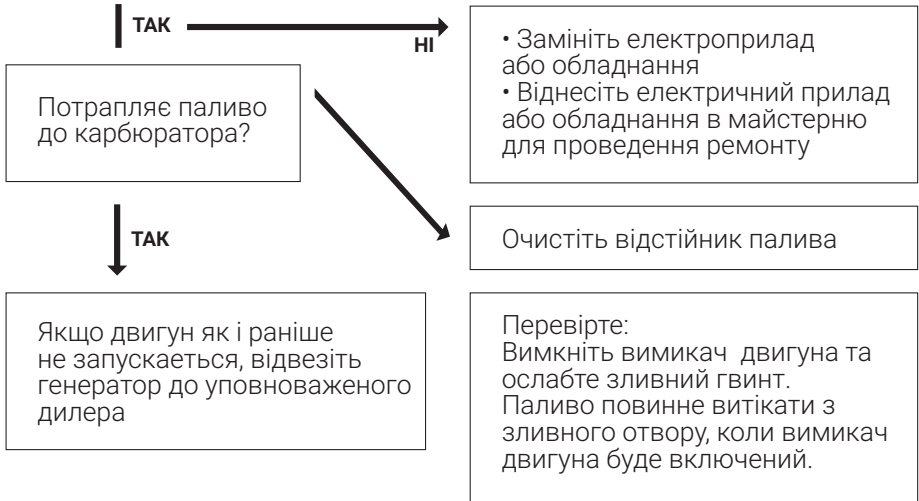 ТАК
НІ
• Замініть електроприлад
або обладнання
• Віднесіть електричний прилад
або обладнання в майстерню
для проведення ремонту
Потрапляє паливо
до карбюратора?
ТАК
Очистіть відстійник палива
Якщо двигун як і раніше
не запускаеться, відвезіть
генератор до уповноваженого
дилера
Перевірте:
Вимкніть вимикач двигуна та
ослабте зливний гвинт.
Паливо повинне витікати з
зливного отвору, коли вимикач
двигуна буде включений.